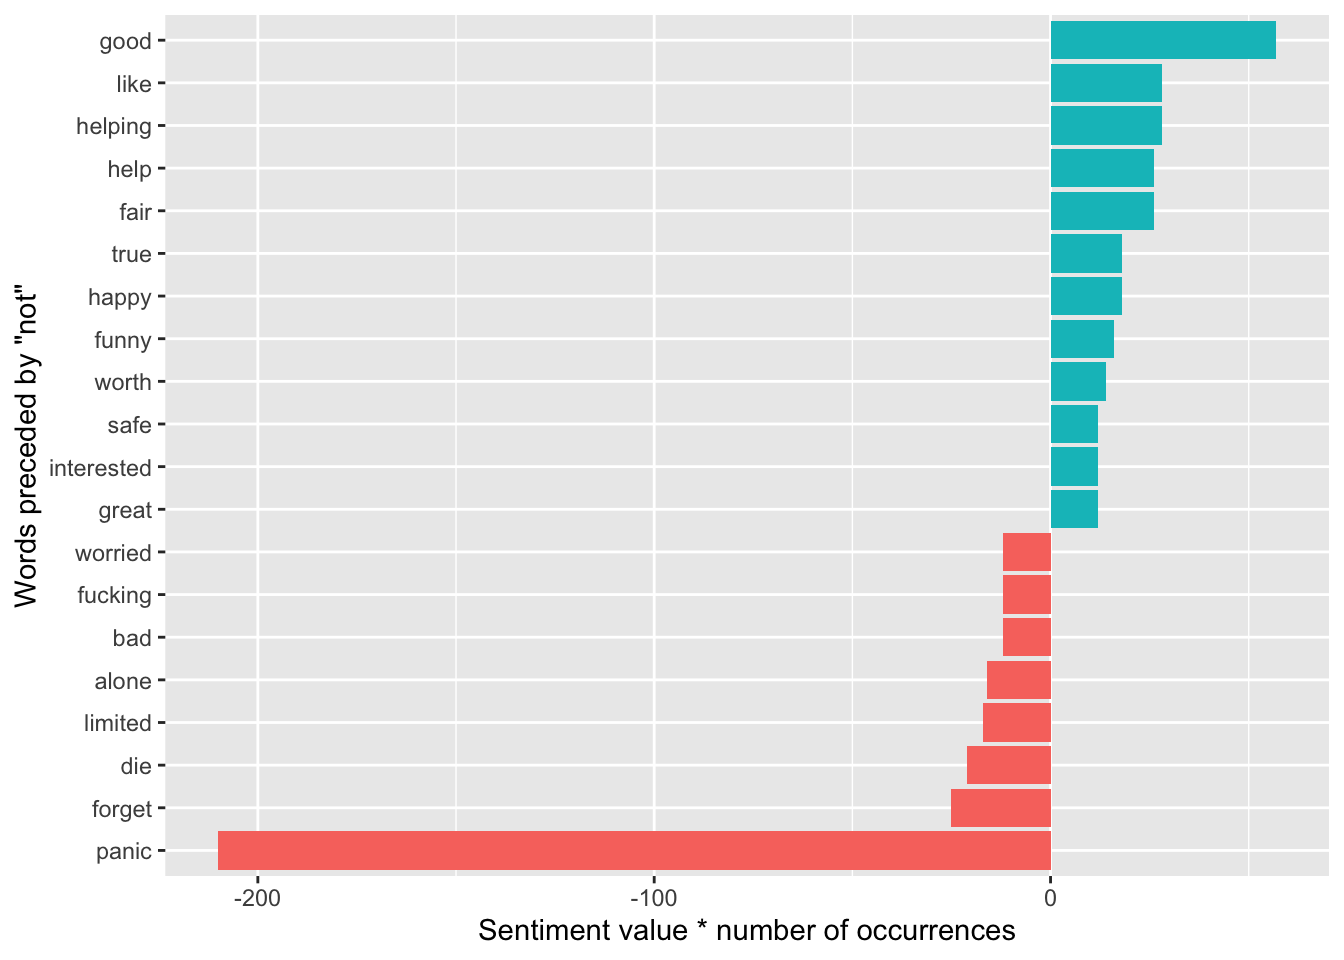 good
like
helping
help
fair
true
happy
funny
worth
safe
interested
great
worried
fucking
bad
alone
limited
die
forget
panic
Words preceded by "not"
-200 -100 0
Sentiment value * number of occurrences